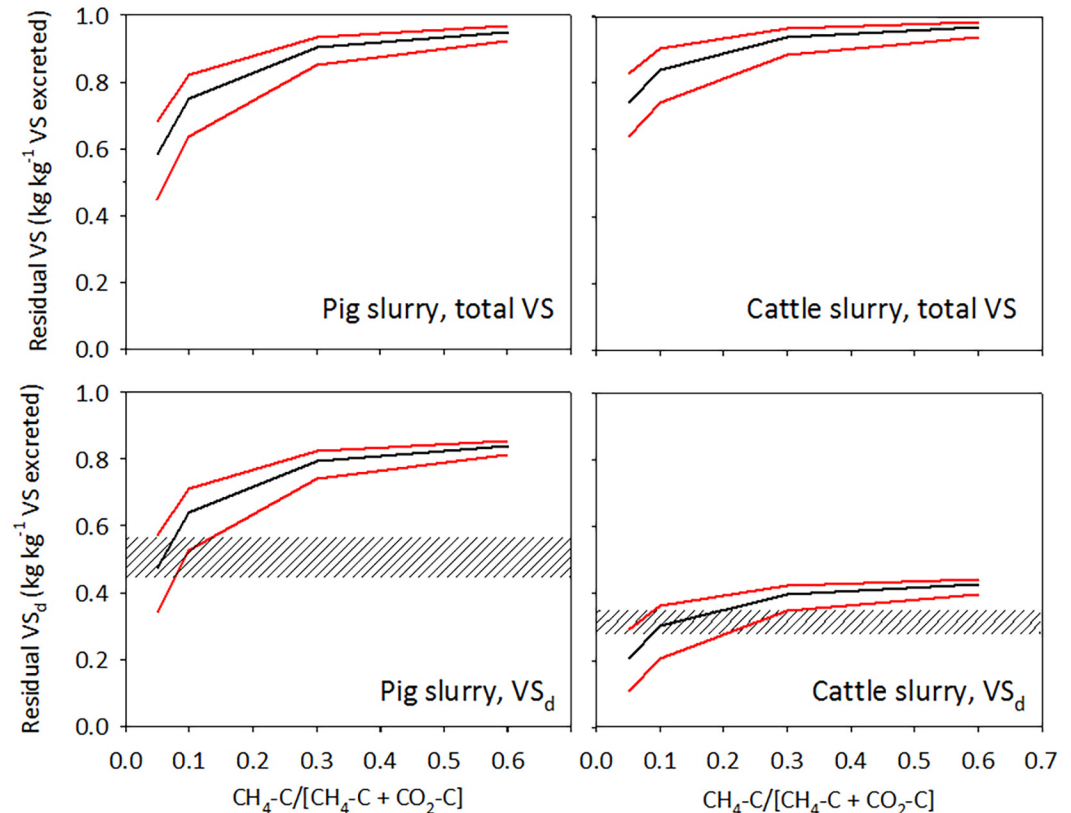 Residual VS (kg kg⁻¹ VS excreted)
1.0
0.8
0.6
0.4
0.2
0.0
Pig slurry, total VS
Cattle slurry, total VS
Residual VS_d (kg kg⁻¹ VS excreted)
1.0
0.8
0.6
0.4
0.2
0.0
Pig slurry, VS_d
Cattle slurry, VS_d
0.0 0.1 0.2 0.3 0.4 0.5 0.6
0.0 0.1 0.2 0.3 0.4 0.5 0.6 0.7
CH₄-C/[CH₄-C + CO₂-C]
CH₄-C/[CH₄-C + CO₂-C]